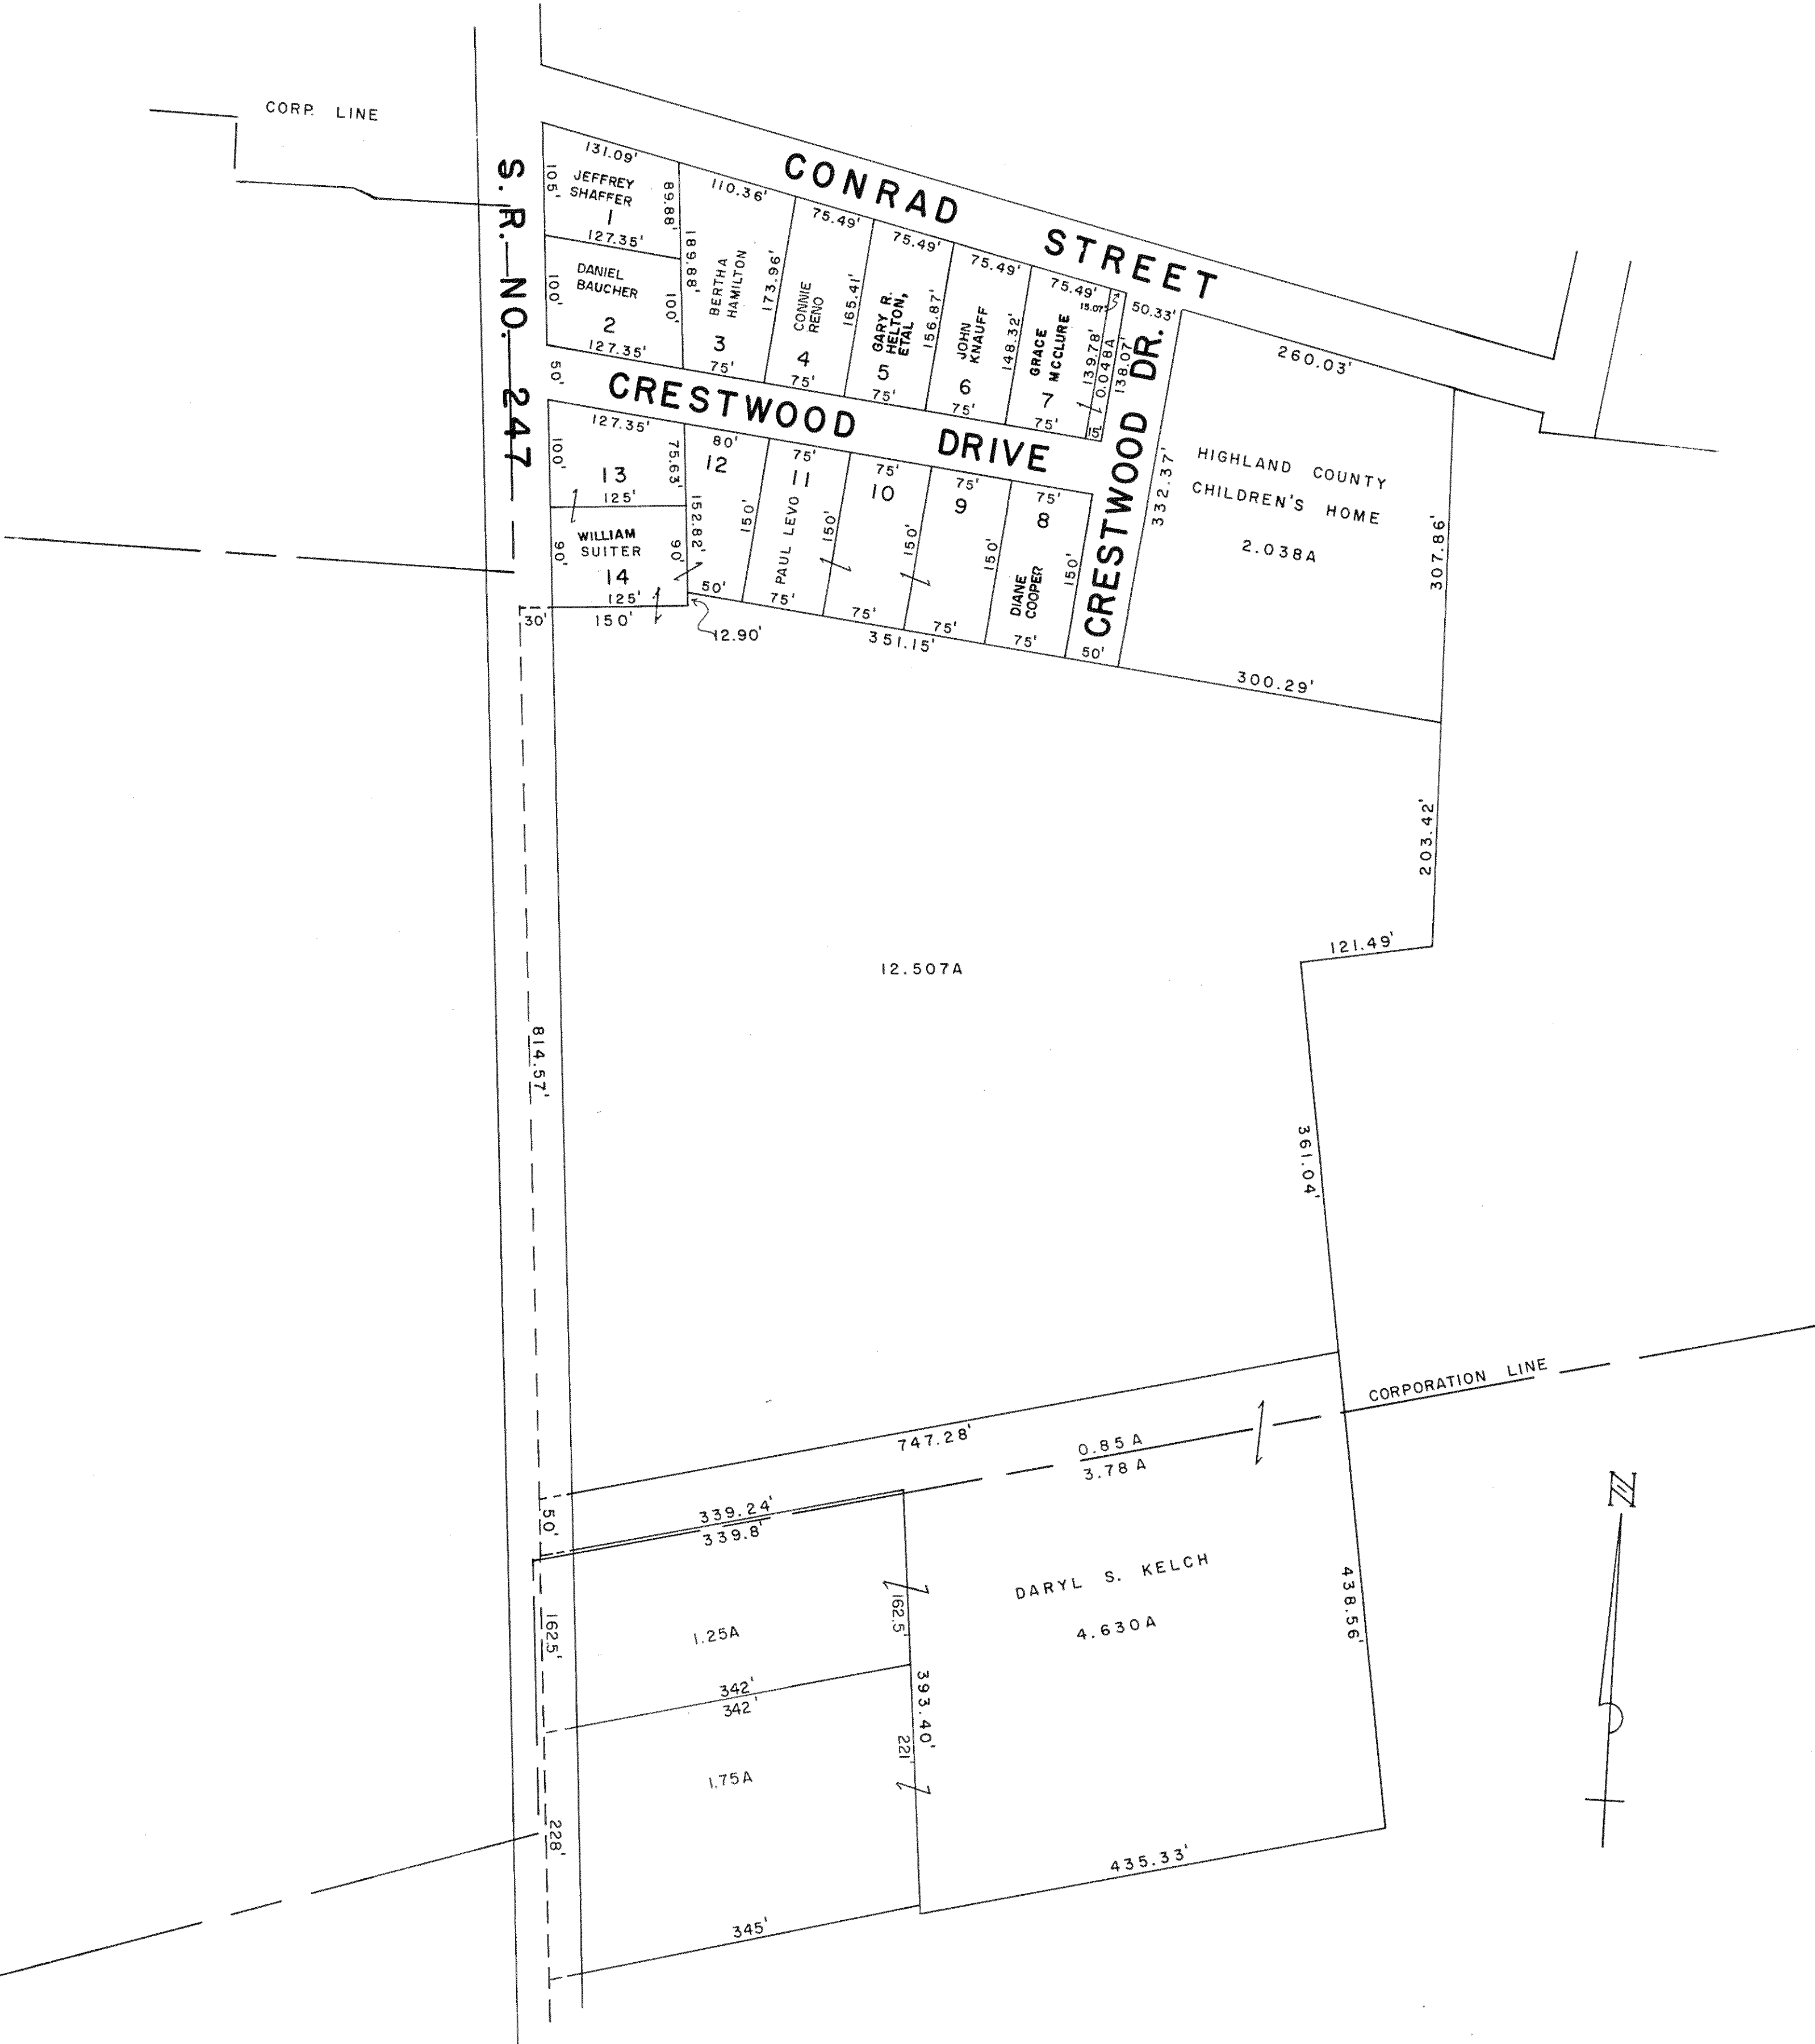 CORP. LINE
S. R. NO. 247
CONRAD STREET
131.09'
105'
JEFFREY
SHAFFER
1
89.88'
127.35'
DANIEL
BAUCHER
100'
100'
2
127.35'
110.36'
189.88'
BERTHA
HAMILTON
3
75'
173.96'
75.49'
CONNIE
RENO
4
75'
165.41'
75.49'
GARY R.
HELTON,
ETAL
5
75'
156.87'
75.49'
JOHN
KNAUFF
6
75'
148.32'
75.49'
GRACE
MCCLURE
7
75'
139.78'
15.07'
0.048A
138.07'
15'
50.33'
50'
CRESTWOOD DRIVE
CRESTWOOD DR.
260.03'
332.37'
HIGHLAND COUNTY
CHILDREN'S HOME
2.038A
307.86'
300.29'
127.35'
100'
13
75.63'
125'
WILLIAM
SUITER
90'
90'
14
125'
30'
150'
12.90'
80'
12
152.82'
50'
150'
75'
11
PAUL LEVO
75'
150'
75'
10
75'
150'
75'
9
75'
150'
75'
8
DIANE
COOPER
75'
150'
50'
351.15'
203.42'
121.49'
12.507A
814.57'
361.04'
CORPORATION LINE
747.28'
0.85 A
3.78 A
50'
339.24'
339.8'
DARYL S. KELCH
4.630A
438.56'
162.5'
1.25A
162.5'
342'
342'
393.40'
221'
1.75A
228'
435.33'
345'
N